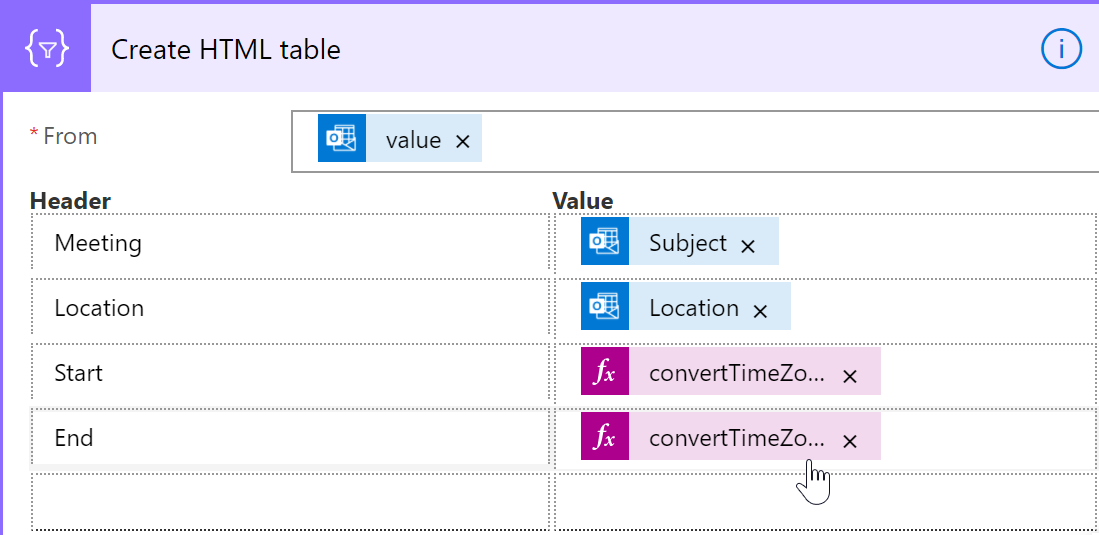 Create HTML table
* From
value ×
Header Value
Meeting Subject ×
Location Location ×
Start fx convertTimeZo... ×
End fx convertTimeZo... ×